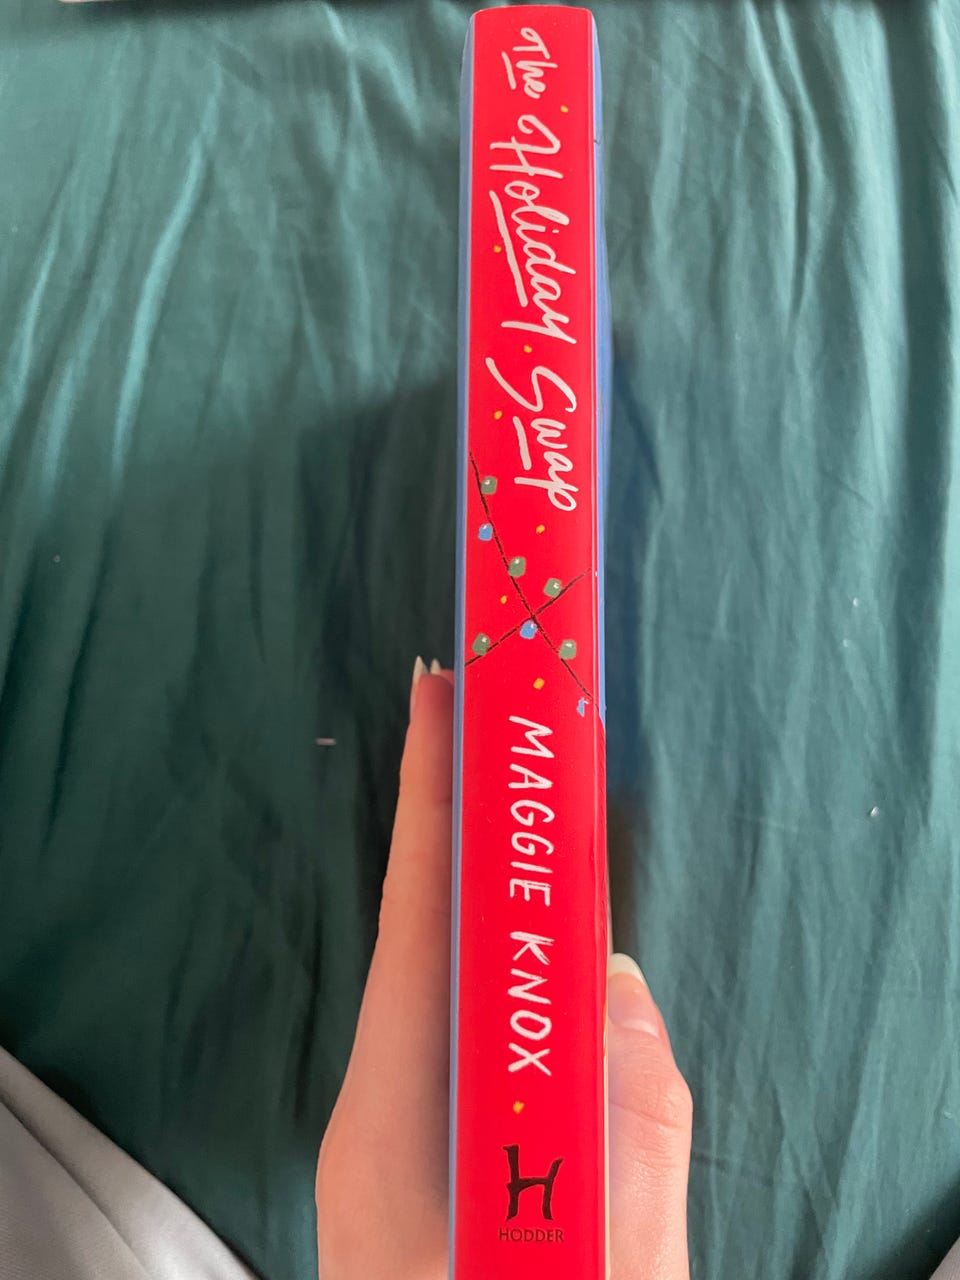 The Holiday Swap
MAGGIE KNOX
H
HODDER